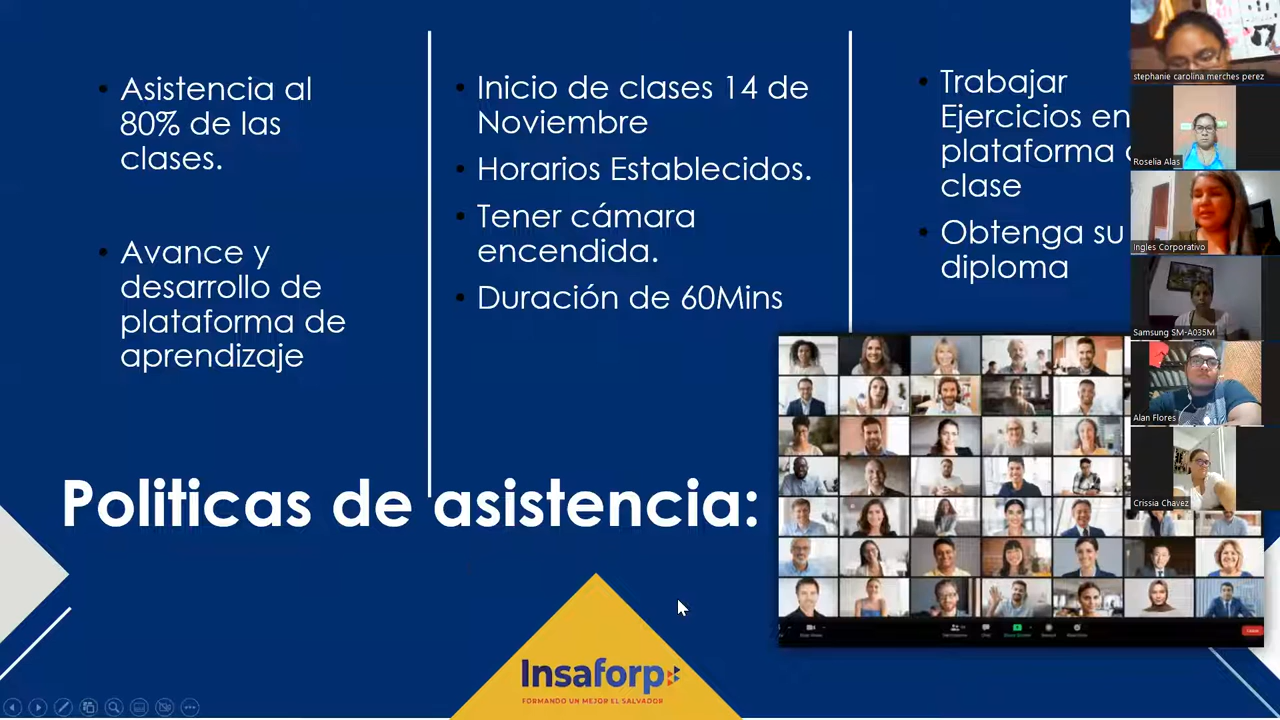 Asistencia al
80% de las
clases.
Avance y
desarrollo de
plataforma de
aprendizaje
Inicio de clases 14 de
Noviembre
Horarios Establecidos.
Tener cámara
encendida.
Duración de 60Mins
Trabajar
Ejercicios en
plataforma
clase
Obtenga su
diploma
Politicas de asistencia:
Insaforp
FORMANDO UN MEJOR EL SALVADOR
stephanie carolina merches perez
Roselia Alas
Ingles Corporativo
Samsung SM-A035M
Alan Flores
Crissia Chavez